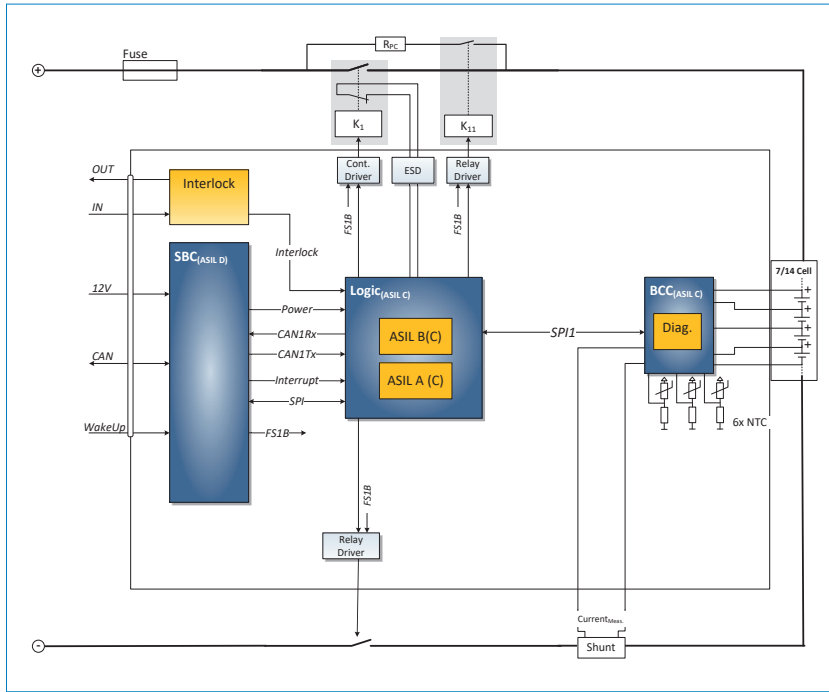 Fuse
RPC
+
K1
K11
OUT
Interlock
Cont.
Driver
ESD
Relay
Driver
IN
FS1B
FS1B
Interlock
SBC(ASIL D)
7/14 Cell
12V
Logic(ASIL C)
BCC(ASIL C)
+
Power
CAN1Rx
ASIL B(C)
SPI1
Diag.
+
CAN
CAN1Tx
+
Interrupt
ASIL A (C)
SPI
WakeUp
FS1B
6x NTC
FS1B
Relay
Driver
CurrentMeas.
-
Shunt